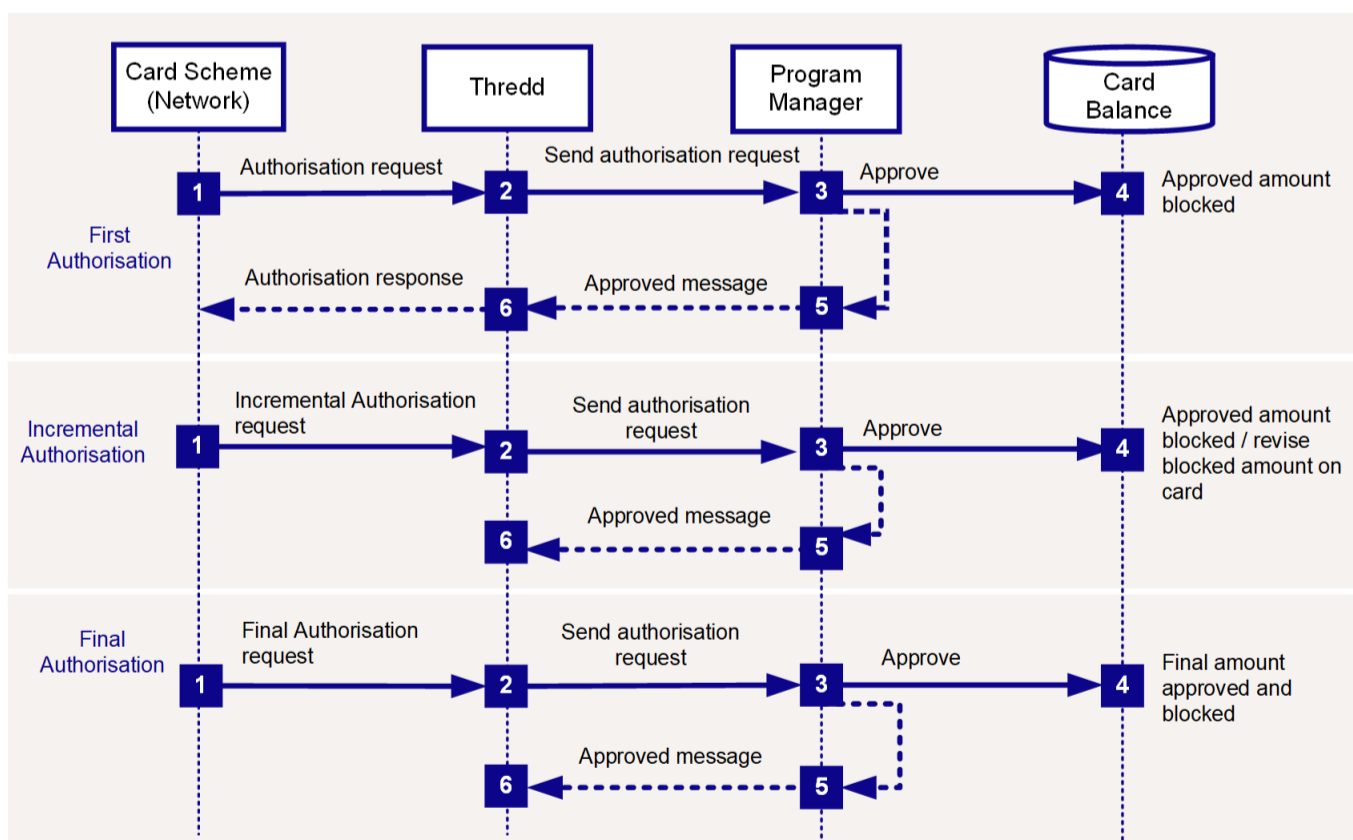 Card Scheme
(Network)
Thredd
Program
Manager
Card
Balance
First
Authorisation
1
Authorisation request
2
Send authorisation request
3
Approve
4
Approved amount
blocked
Authorisation response
6
Approved message
5
Incremental
Authorisation
1
Incremental Authorisation
request
2
Send authorisation
request
3
Approve
4
Approved amount
blocked / revise
blocked amount on
card
6
Approved message
5
Final
Authorisation
1
Final Authorisation
request
2
Send authorisation
request
3
Approve
4
Final amount
approved and
blocked
6
Approved message
5